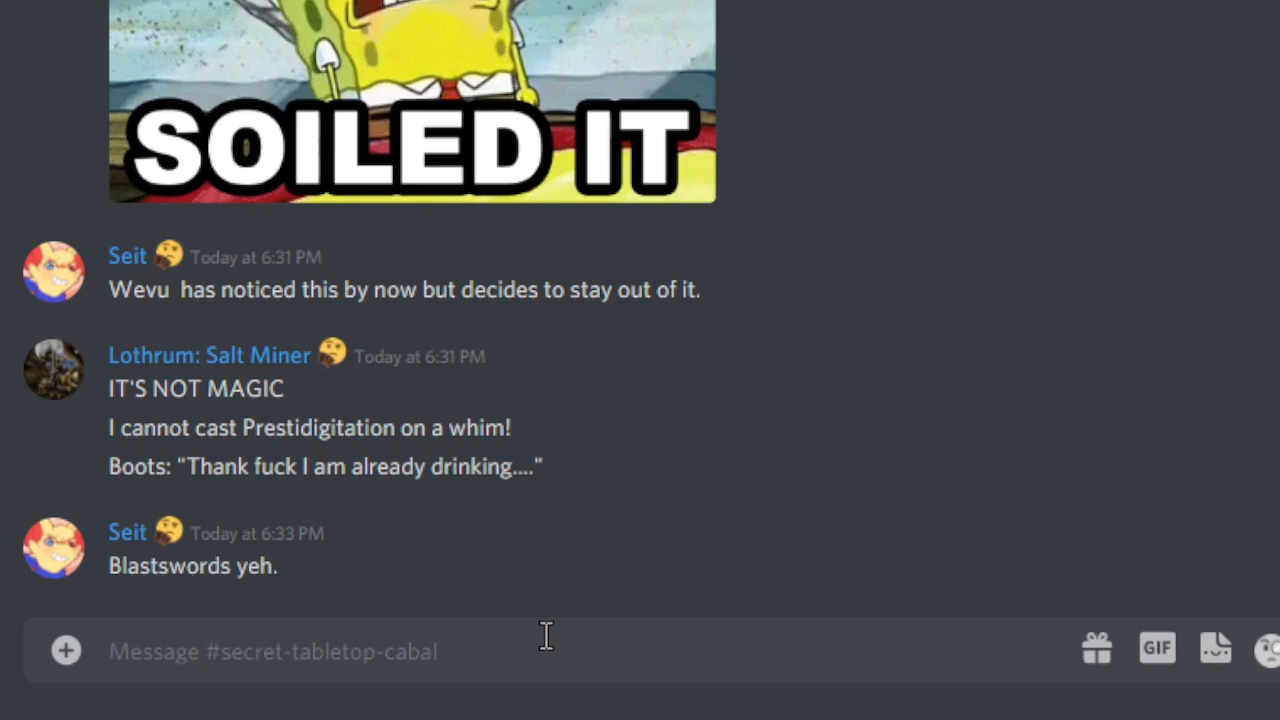 SOILED IT
Seit Today at 6:31 PM
Wevu has noticed this by now but decides to stay out of it.
Lothrum: Salt Miner Today at 6:31 PM
IT'S NOT MAGIC
I cannot cast Prestidigitation on a whim!
Boots: "Thank fuck I am already drinking...."
Seit Today at 6:33 PM
Blastswords yeh.
Message #secret-tabletop-cabal
GIF